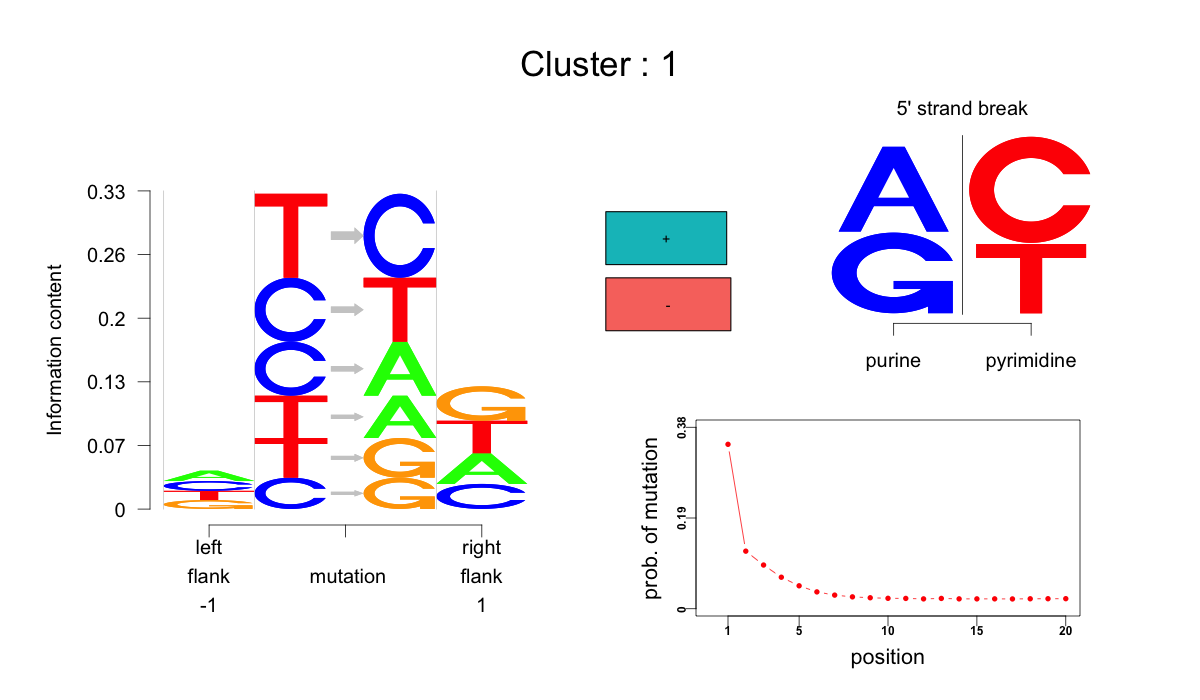 Cluster : 1
5' strand break
A C
G T
purine pyrimidine
Information content
0.33
0.26
0.2
0.13
0.07
0
T C
C T
C A
T A
T G
C G
A
C
T
G
G
T
A
C
left flank -1
mutation
right flank 1
+
-
prob. of mutation
0.38
0.19
0
1 5 10 15 20
position